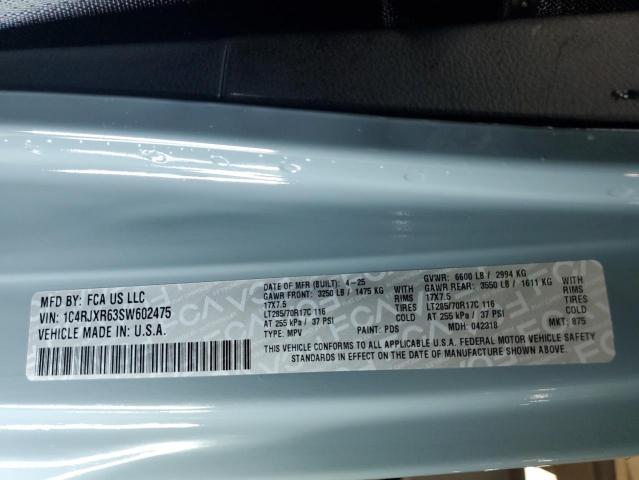 MFD BY: FCA US LLC
VIN: 1C4RJXR63SW602475
VEHICLE MADE IN U.S.A.
DATE OF MFR (BUILT): 4-25 GVWR: 6600 LB / 2994 KG
GAWR FRONT: 3250 LB / 1475 KG WITH GAWR REAR: 3550 LB / 1611 KG WITH
17X7.5 RIMS 17X7.5 RIMS
LT285/70R17C 116 TIRES LT285/70R17C 116 TIRES
AT 255 kPa / 37 PSI COLD AT 255 kPa / 37 PSI COLD
TYPE: MPV PAINT: PDS MDH: 042318 MKT: 875
THIS VEHICLE CONFORMS TO ALL APPLICABLE U.S.A. FEDERAL MOTOR VEHICLE SAFETY
STANDARDS IN EFFECT ON THE DATE OF MANUFACTURE SHOWN ABOVE.